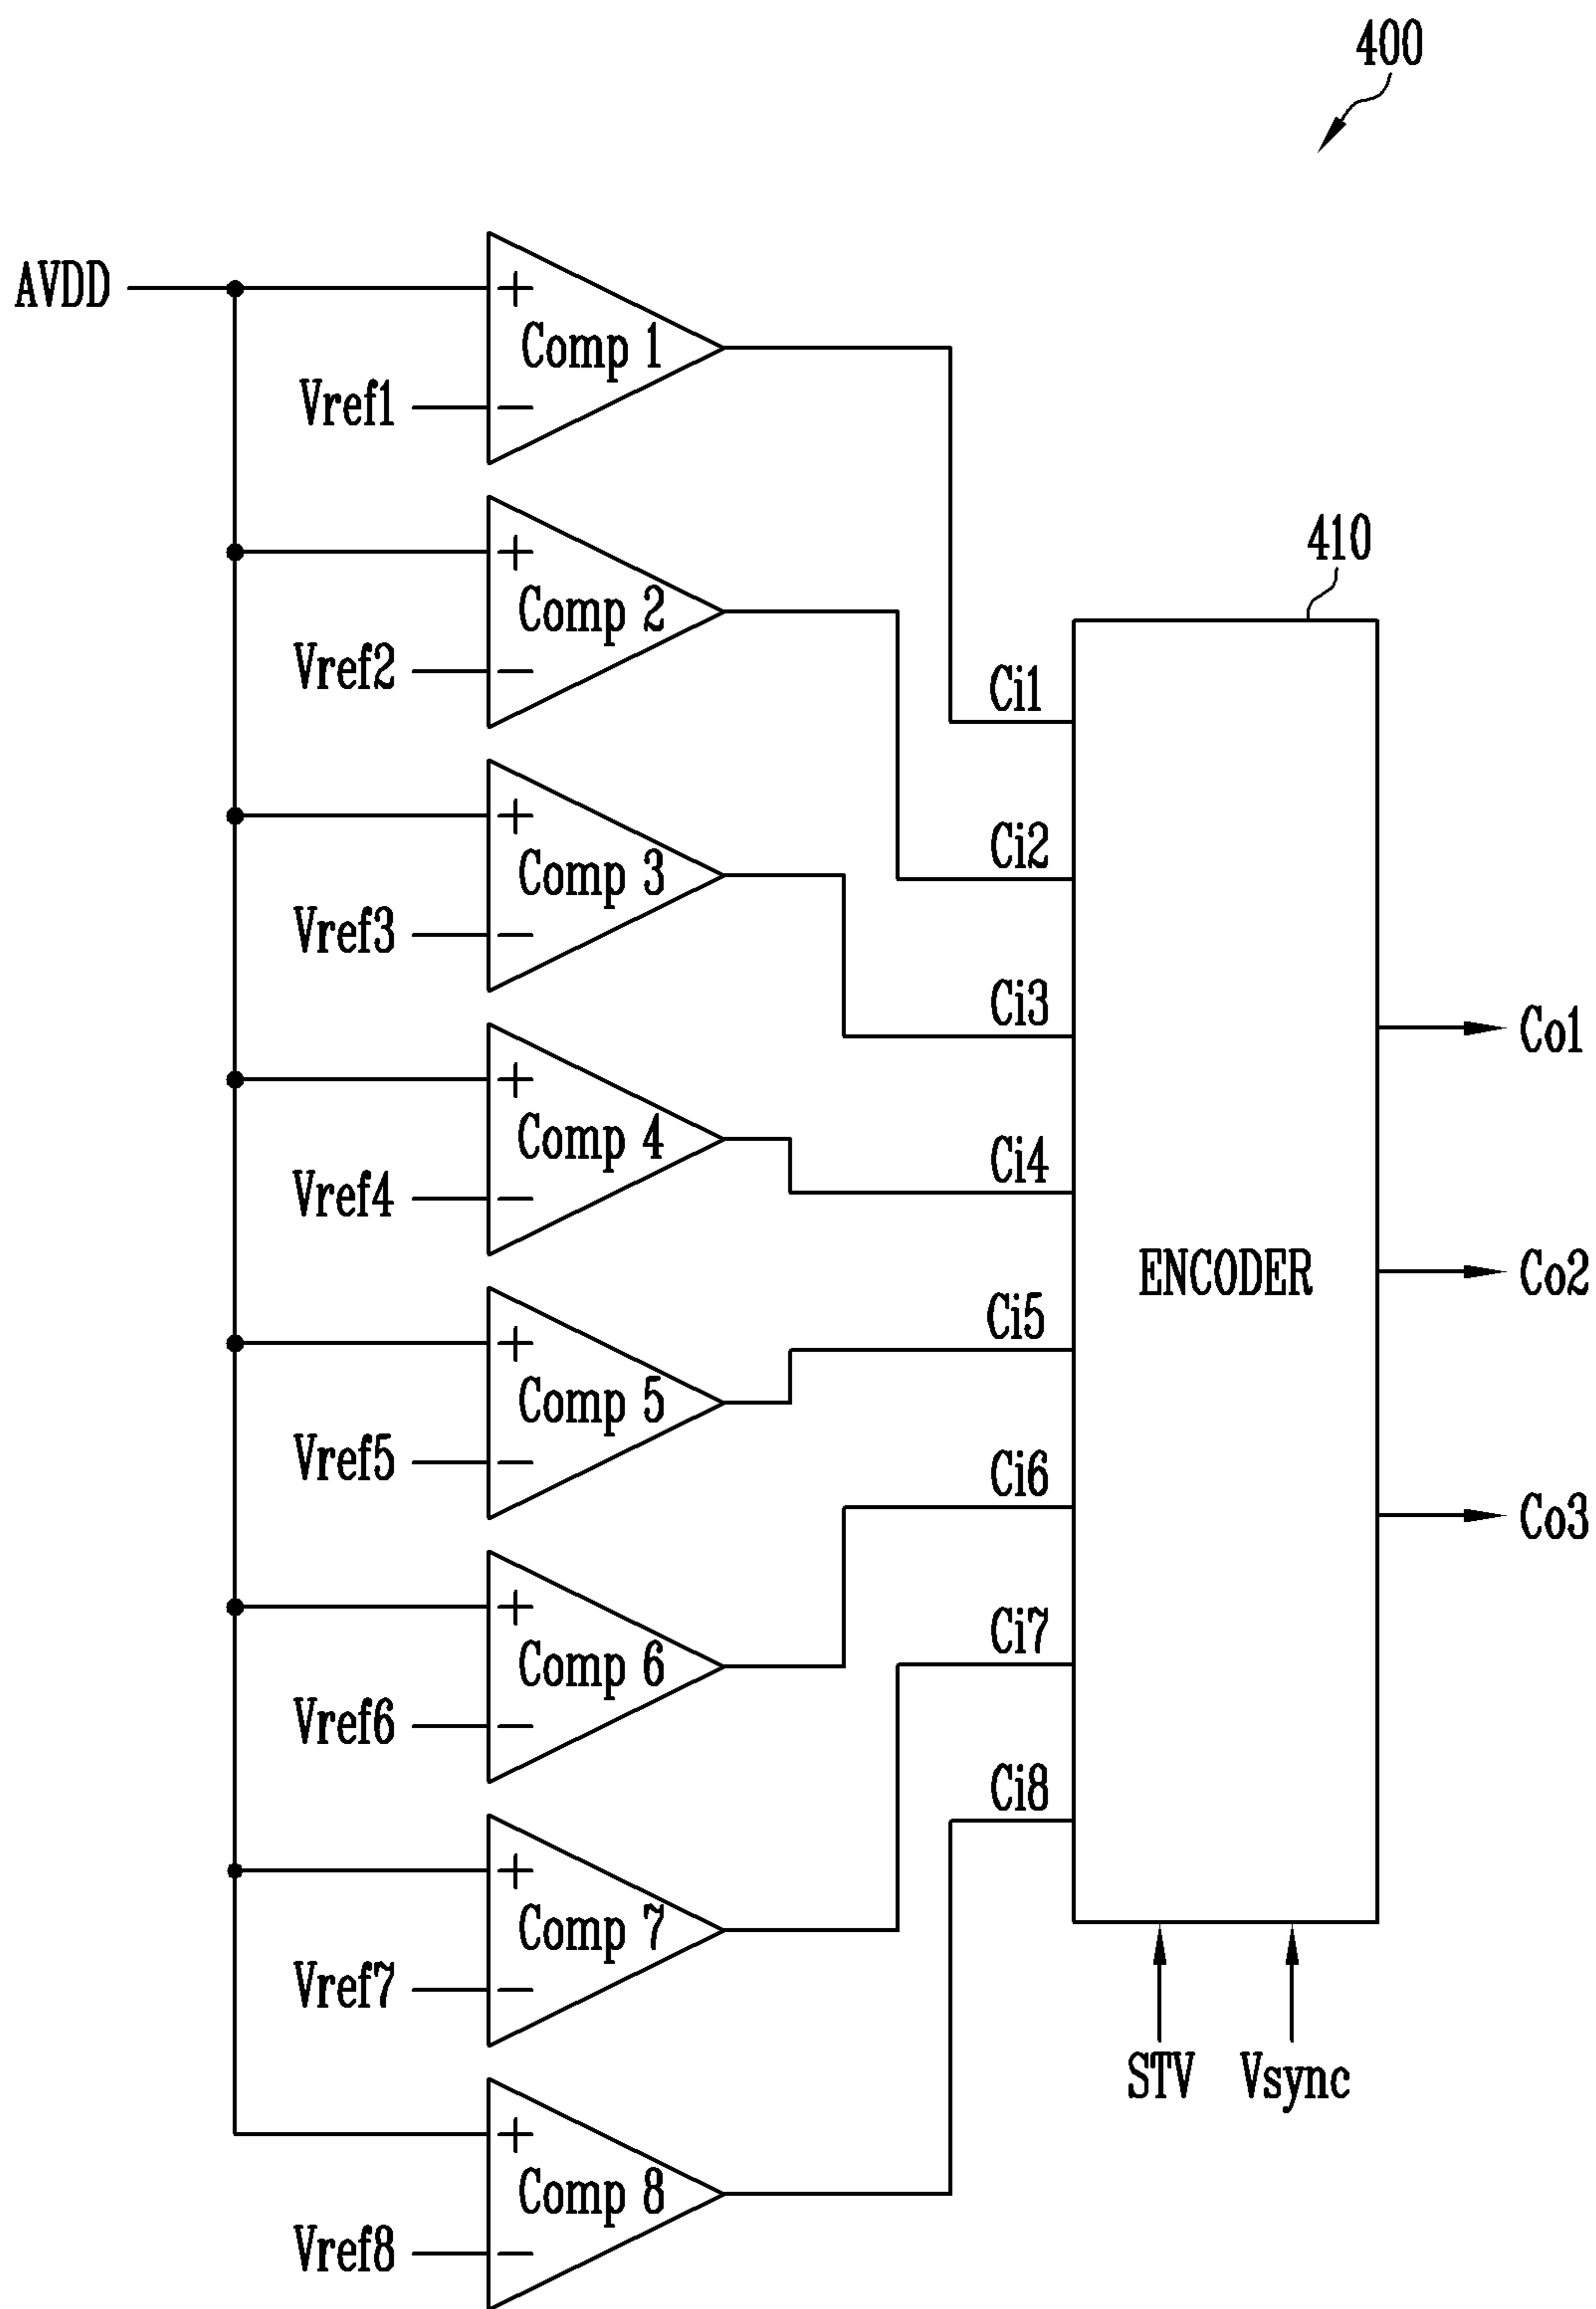 400
AVDD
+
Comp 1
Vref1
−
+
Comp 2
Vref2
−
+
Comp 3
Vref3
−
+
Comp 4
Vref4
−
+
Comp 5
Vref5
−
+
Comp 6
Vref6
−
+
Comp 7
Vref7
−
+
Comp 8
Vref8
−
410
Ci1
Ci2
Ci3
Ci4
Ci5
Ci6
Ci7
Ci8
ENCODER
Co1
Co2
Co3
STV
Vsync